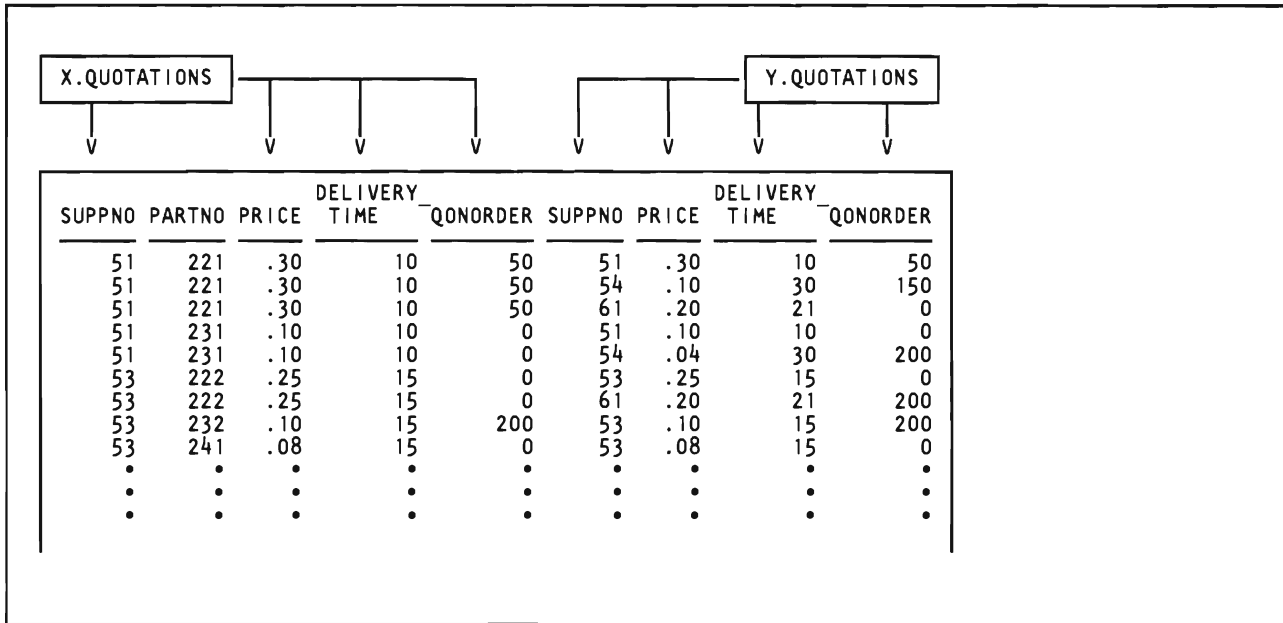 X.QUOTATIONS Y.QUOTATIONS
V V V V V V V V
DELIVERY_ DELIVERY_
SUPPNO PARTNO PRICE TIME QONORDER SUPPNO PRICE TIME QONORDER
51 221 .30 10 50 51 .30 10 50
51 221 .30 10 50 54 .10 30 150
51 221 .30 10 50 61 .20 21 0
51 231 .10 10 0 51 .10 10 0
51 231 .10 10 0 54 .04 30 200
53 222 .25 15 0 53 .25 15 0
53 222 .25 15 0 61 .20 21 200
53 232 .10 15 200 53 .10 15 200
53 241 .08 15 0 53 .08 15 0